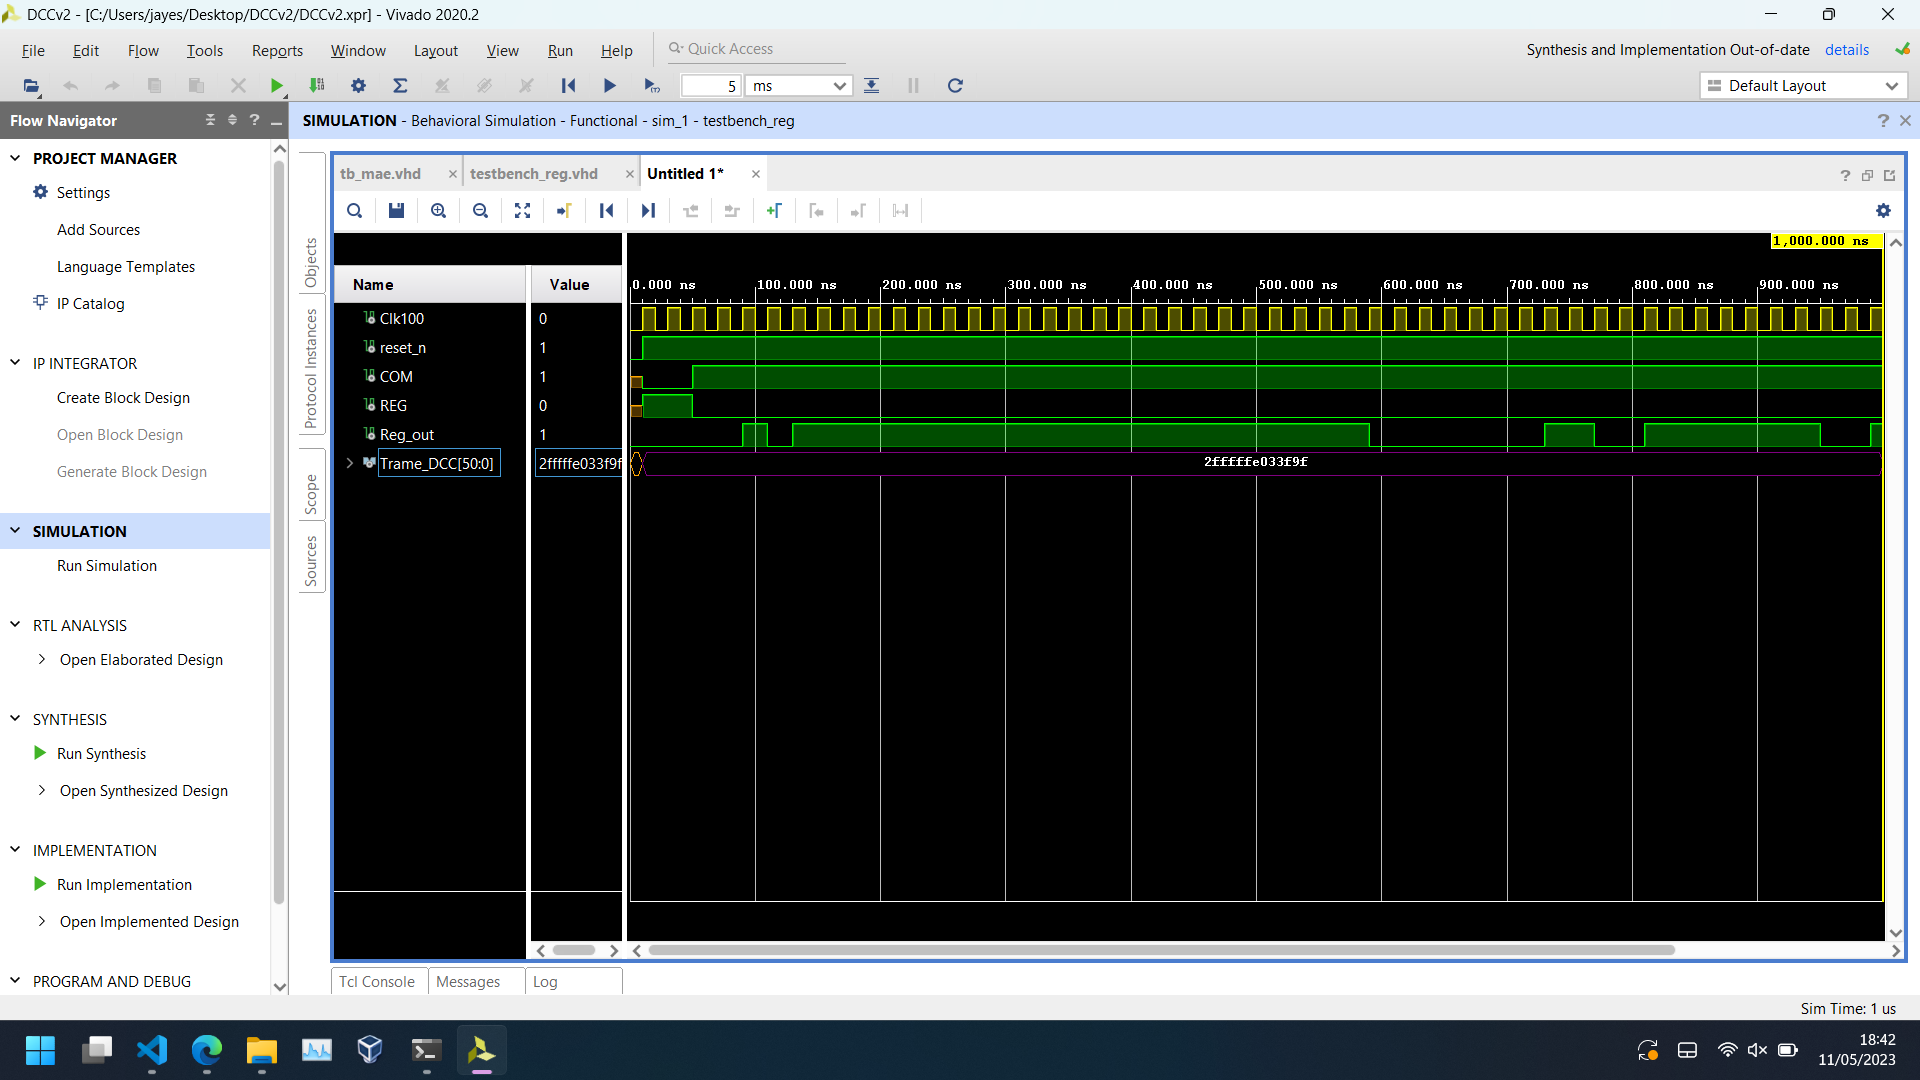 DCCv2 - [C:/Users/jayes/Desktop/DCCv2/DCCv2.xpr] - Vivado 2020.2
File Edit Flow Tools Reports Window Layout View Run Help Quick Access
Synthesis and Implementation Out-of-date details
5 ms
Default Layout
Flow Navigator
SIMULATION - Behavioral Simulation - Functional - sim_1 - testbench_reg
PROJECT MANAGER
Settings
Add Sources
Language Templates
IP Catalog
IP INTEGRATOR
Create Block Design
Open Block Design
Generate Block Design
SIMULATION
Run Simulation
RTL ANALYSIS
Open Elaborated Design
SYNTHESIS
Run Synthesis
Open Synthesized Design
IMPLEMENTATION
Run Implementation
Open Implemented Design
PROGRAM AND DEBUG
Objects
Protocol Instances
Scope
Sources
tb_mae.vhd testbench_reg.vhd Untitled 1*
1,000.000 ns
Name Value
0.000 ns 100.000 ns 200.000 ns 300.000 ns 400.000 ns 500.000 ns 600.000 ns 700.000 ns 800.000 ns 900.000 ns
Clk100 0
reset_n 1
COM 1
REG 0
Reg_out 1
Trame_DCC[50:0] 2fffffe033f9f 2fffffe033f9f
Tcl Console Messages Log
Sim Time: 1 us
18:42
11/05/2023